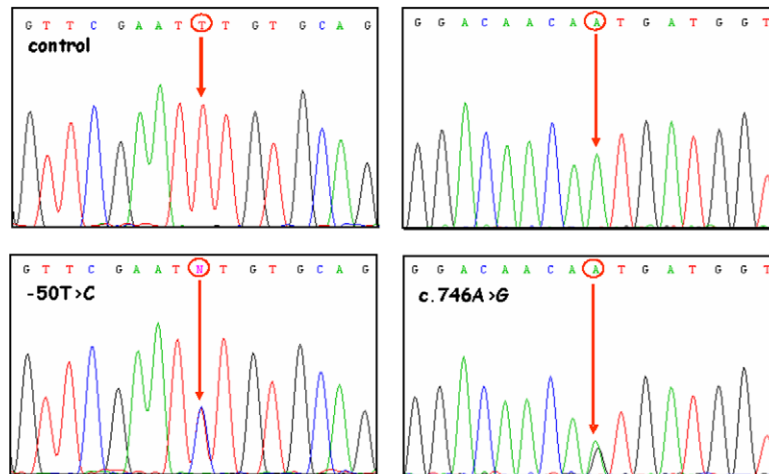 G T T C G A A T T T G T G C A G
control
G G A C A A C A A T G A T G G T
G T T C G A A T N T G T G C A G
-50T>C
G G A C A A C A A T G A T G G T
c.746A>G